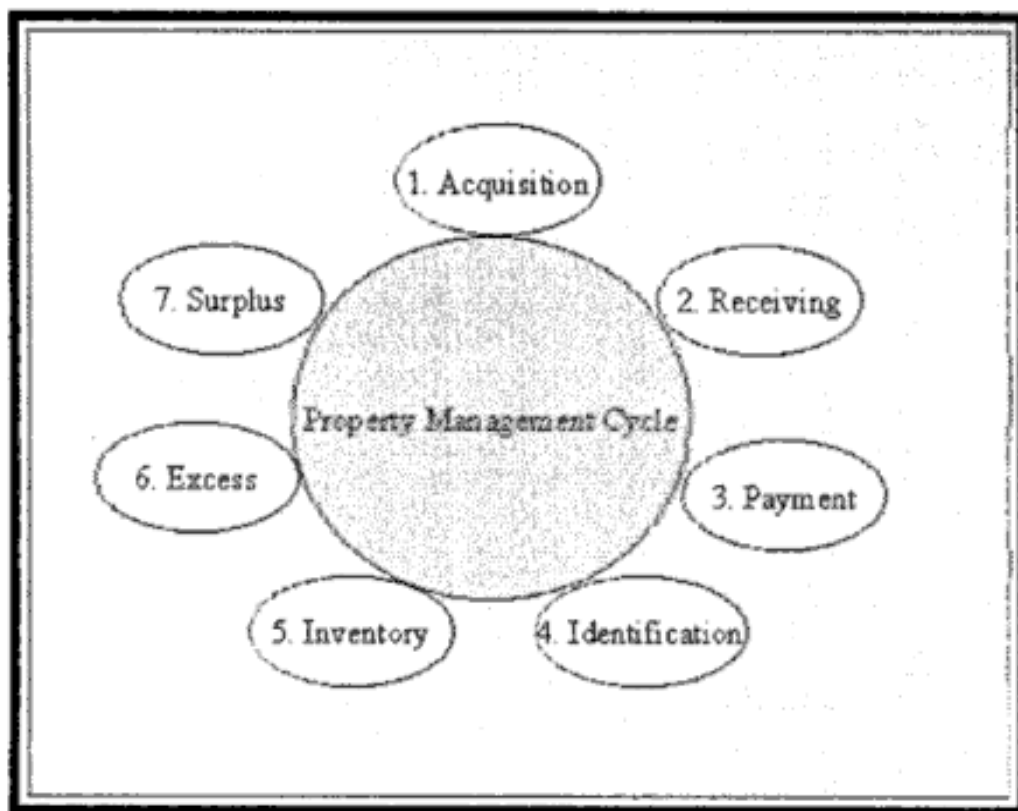 1. Acquisition
2. Receiving
3. Payment
4. Identification
5. Inventory
6. Excess
7. Surplus
Property Management Cycle